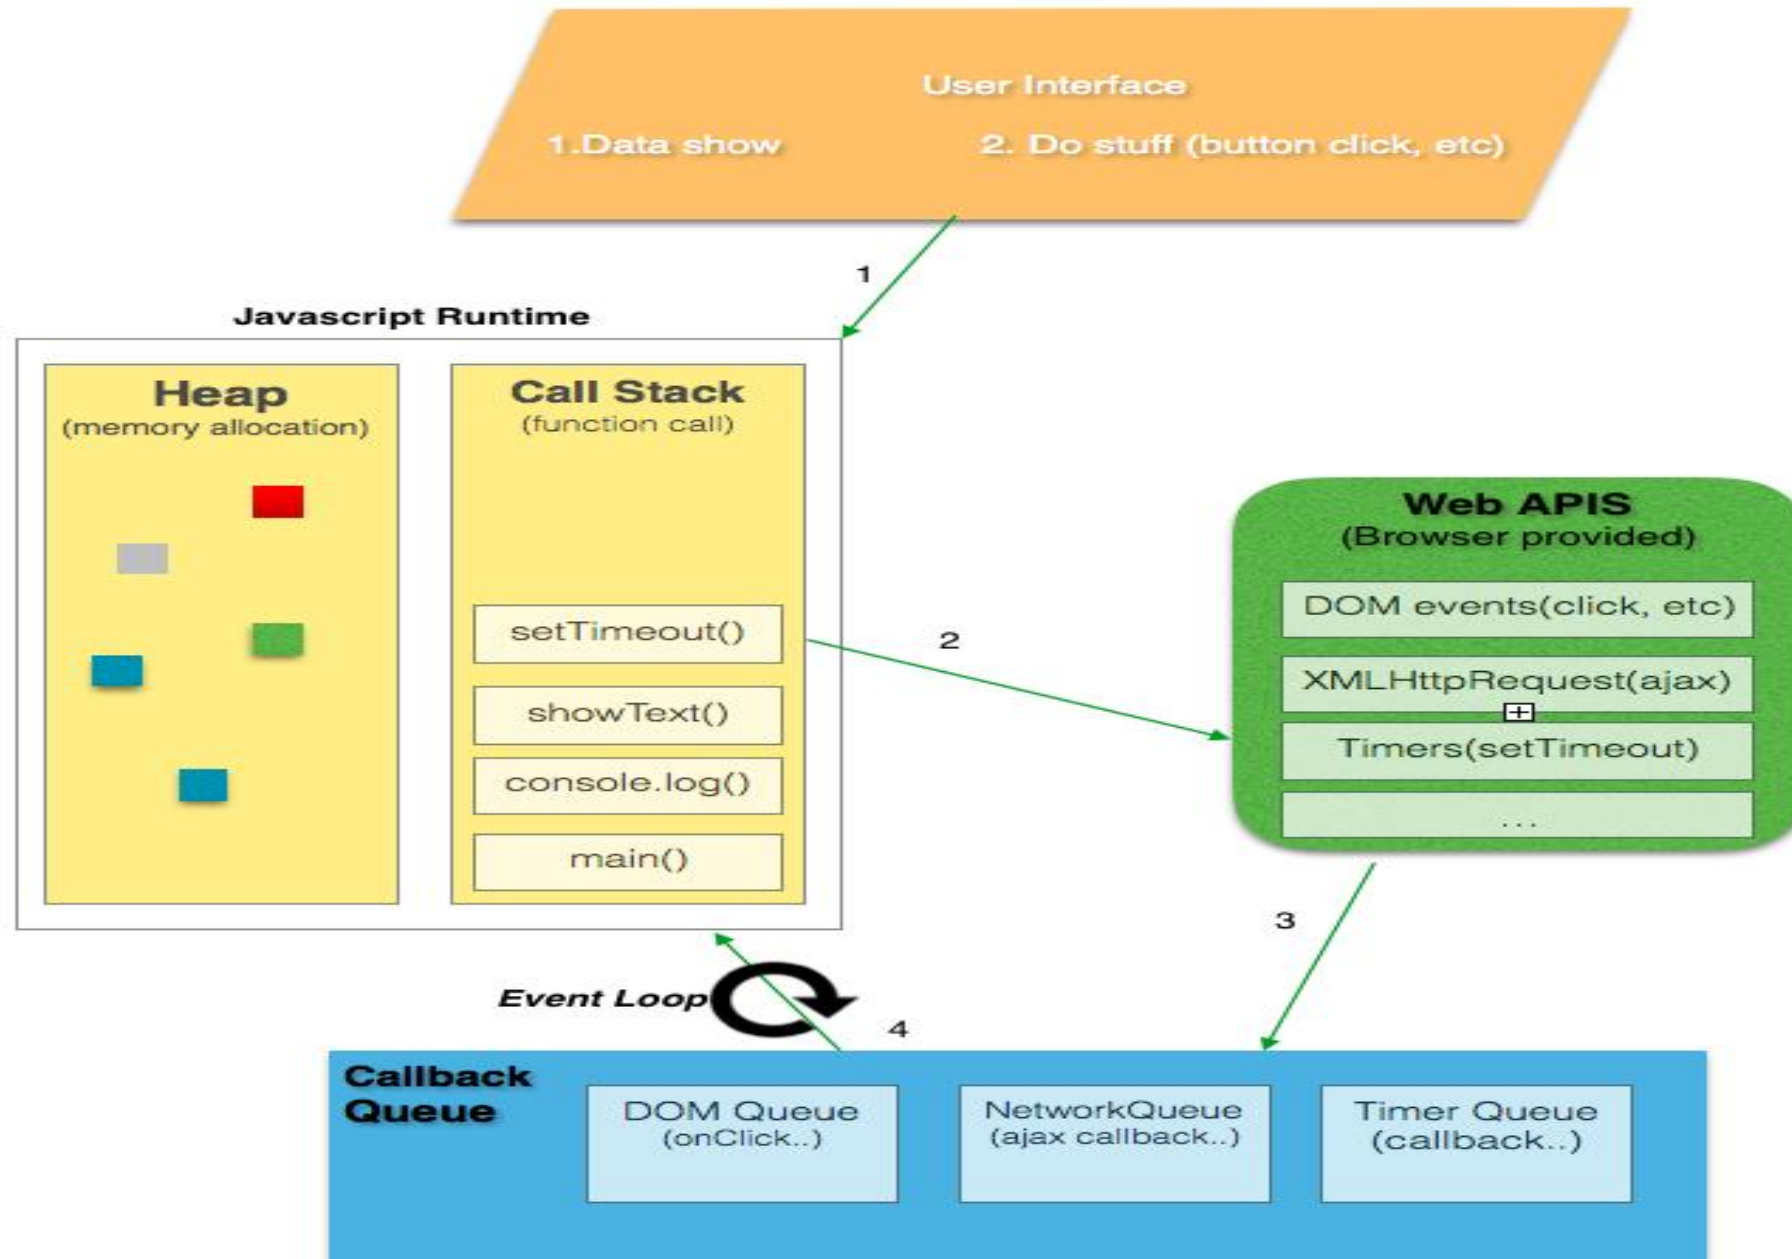 User Interface
1.Data show
2. Do stuff (button click, etc)
1
Javascript Runtime
Heap
(memory allocation)
Call Stack
(function call)
setTimeout()
showText()
console.log()
main()
2
Web APIS
(Browser provided)
DOM events(click, etc)
XMLHttpRequest(ajax)
Timers(setTimeout)
...
3
Event Loop
4
Callback
Queue
DOM Queue
(onClick..)
NetworkQueue
(ajax callback..)
Timer Queue
(callback..)